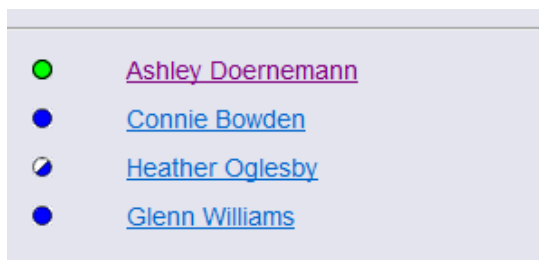 Ashley Doernemann
Connie Bowden
Heather Oglesby
Glenn Williams